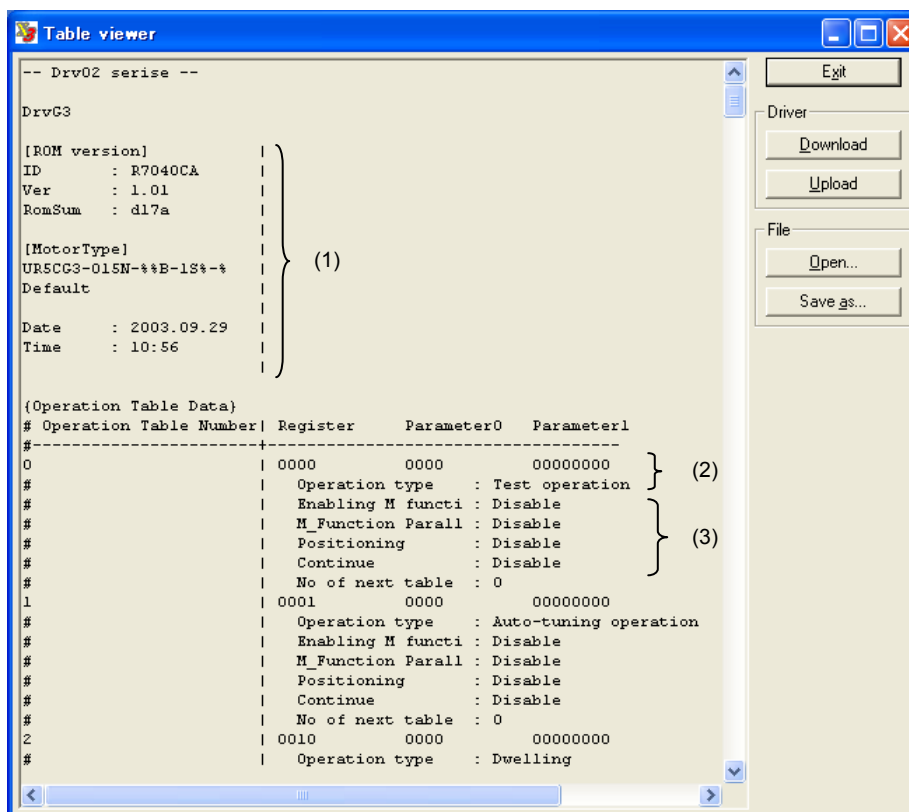 Table viewer
-- Drv02 serise --
DrvG3
[ROM version] |
ID : R7040CA |
Ver : 1.01 |
RomSum : d17a |
|
[MotorType] |
UR5CG3-015N-%%B-1S%-% |
Default |
|
Date : 2003.09.29 |
Time : 10:56 |
|
(1)
{Operation Table Data}
# Operation Table Number| Register Parameter0 Parameter1
#-----------------------+-----------------------------------
0 | 0000 0000 00000000
# | Operation type : Test operation
(2)
# | Enabling M functi : Disable
# | M_Function Parall : Disable
# | Positioning : Disable
# | Continue : Disable
(3)
# | No of next table : 0
1 | 0001 0000 00000000
# | Operation type : Auto-tuning operation
# | Enabling M functi : Disable
# | M_Function Parall : Disable
# | Positioning : Disable
# | Continue : Disable
# | No of next table : 0
2 | 0010 0000 00000000
# | Operation type : Dwelling
Exit
Driver
Download
Upload
File
Open...
Save as...